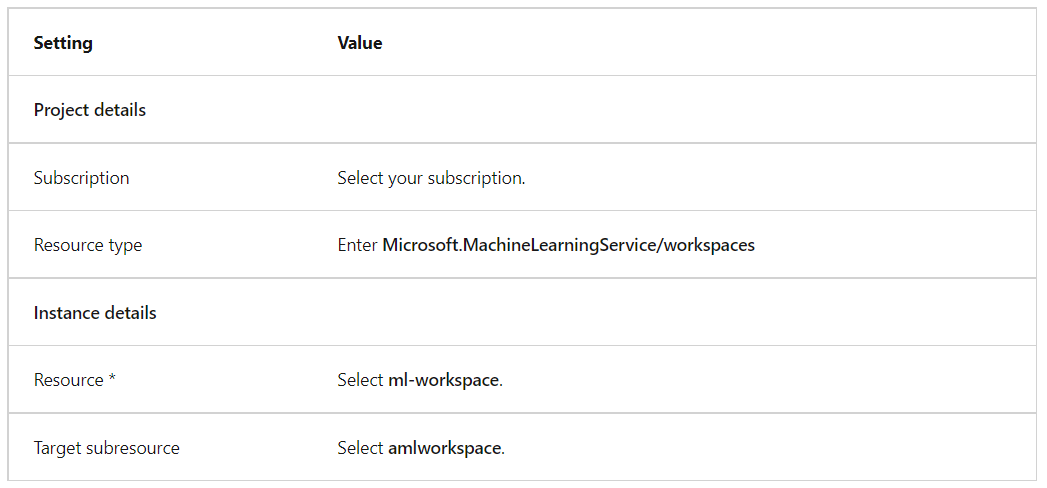 Setting Value
Project details
Subscription Select your subscription.
Resource type Enter Microsoft.MachineLearningService/workspaces
Instance details
Resource * Select ml-workspace.
Target subresource Select amlworkspace.